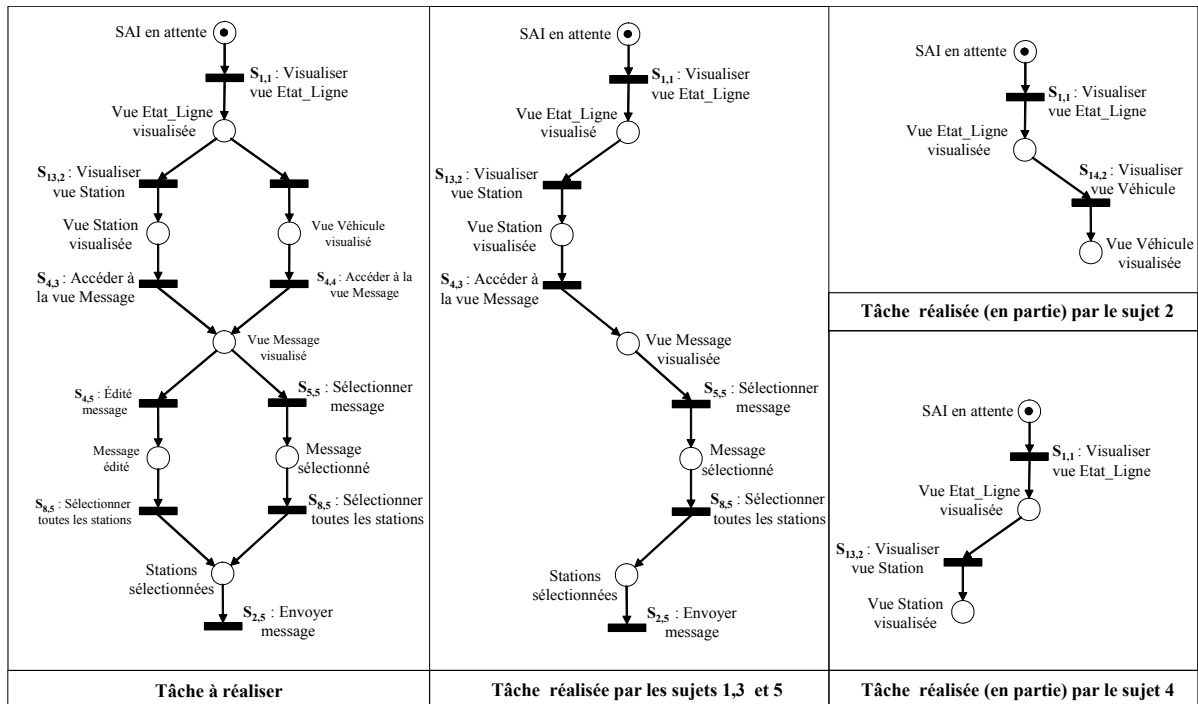 SAI en attente
S1,1 : Visualiser
vue Etat_Ligne
Vue Etat_Ligne
visualisée
S13,2 : Visualiser
vue Station
Vue Station
visualisée
Vue Véhicule
visualisé
S4,3 : Accéder à
la vue Message
S4,4 : Accéder à la
vue Message
Vue Message
visualisé
S4,5 : Édité
message
S5,5 : Sélectionner
message
Message
édité
Message
sélectionné
S8,5 : Sélectionner
toutes les stations
S8,5 : Sélectionner
toutes les stations
Stations
sélectionnées
S2,5 : Envoyer
message
Tâche à réaliser
SAI en attente
S1,1 : Visualiser
vue Etat_Ligne
Vue Etat_Ligne
visualisé
S13,2 : Visualiser
vue Station
Vue Station
visualisée
S4,3 : Accéder à
la vue Message
Vue Message
visualisée
S5,5 : Sélectionner
message
Message
sélectionné
S8,5 : Sélectionner
toutes les stations
Stations
sélectionnées
S2,5 : Envoyer
message
Tâche réalisée par les sujets 1,3 et 5
SAI en attente
S1,1 : Visualiser
vue Etat_Ligne
Vue Etat_Ligne
visualisée
S14,2 : Visualiser
vue Véhicule
Vue Véhicule
visualisée
Tâche réalisée (en partie) par le sujet 2
SAI en attente
S1,1 : Visualiser
vue Etat_Ligne
Vue Etat_Ligne
visualisée
S13,2 : Visualiser
vue Station
Vue Station
visualisée
Tâche réalisée (en partie) par le sujet 4